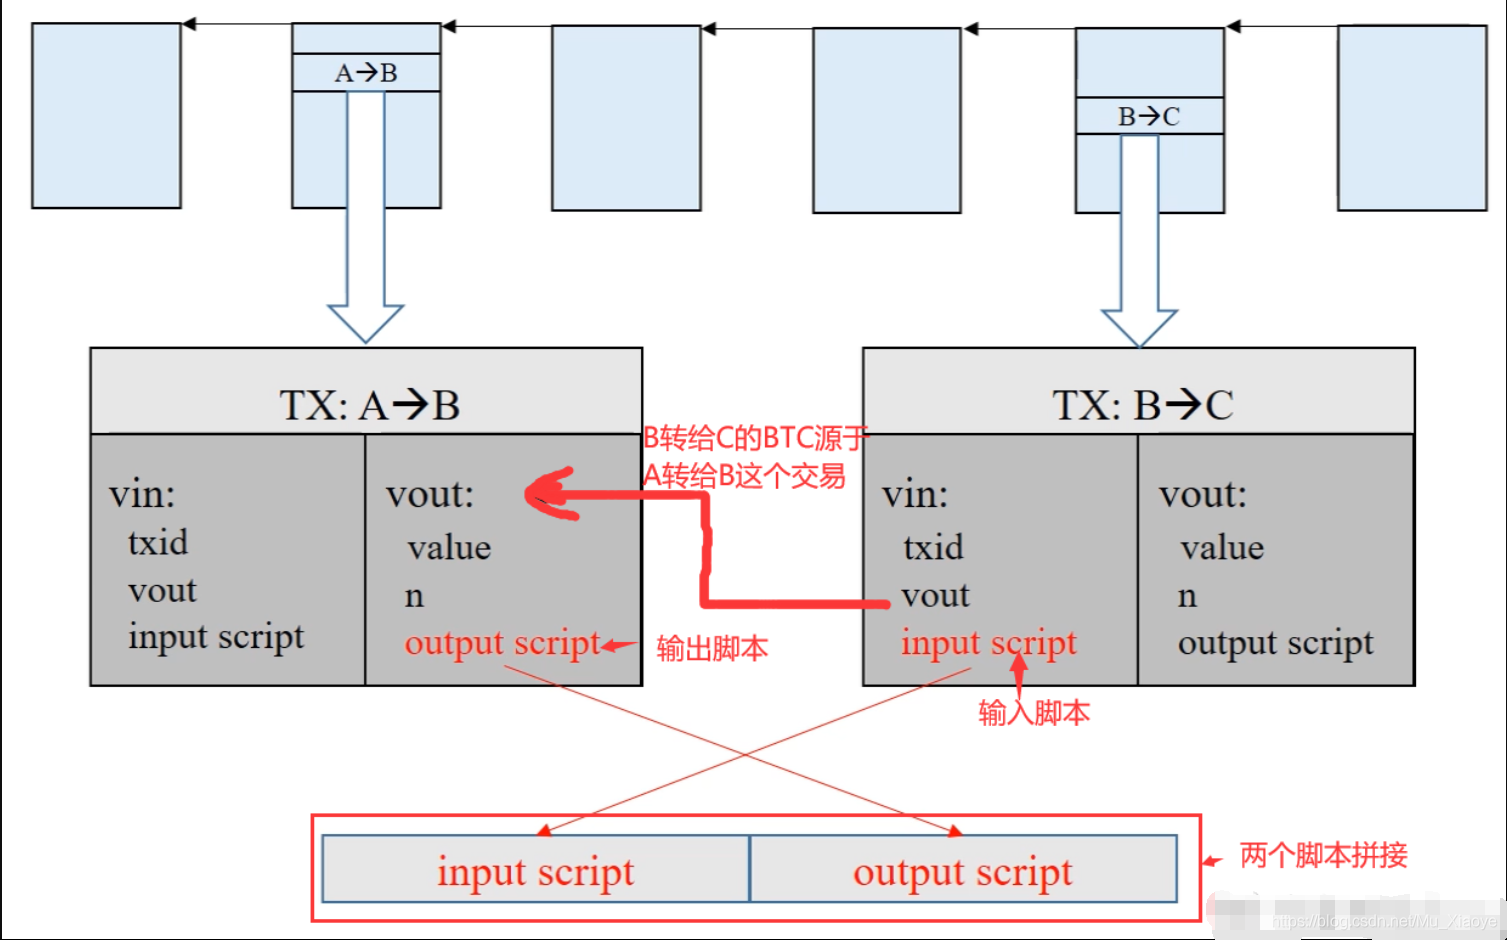 A→B
B→C
TX: A→B
TX: B→C
B转给C的BTC源于
A转给B这个交易
vin:
txid
vout
input script
vout:
value
n
output script
输出脚本
vin:
txid
vout
input script
输入脚本
vout:
value
n
output script
input script
output script
两个脚本拼接
https://blog.csdn.net/Mu_Xiaoye